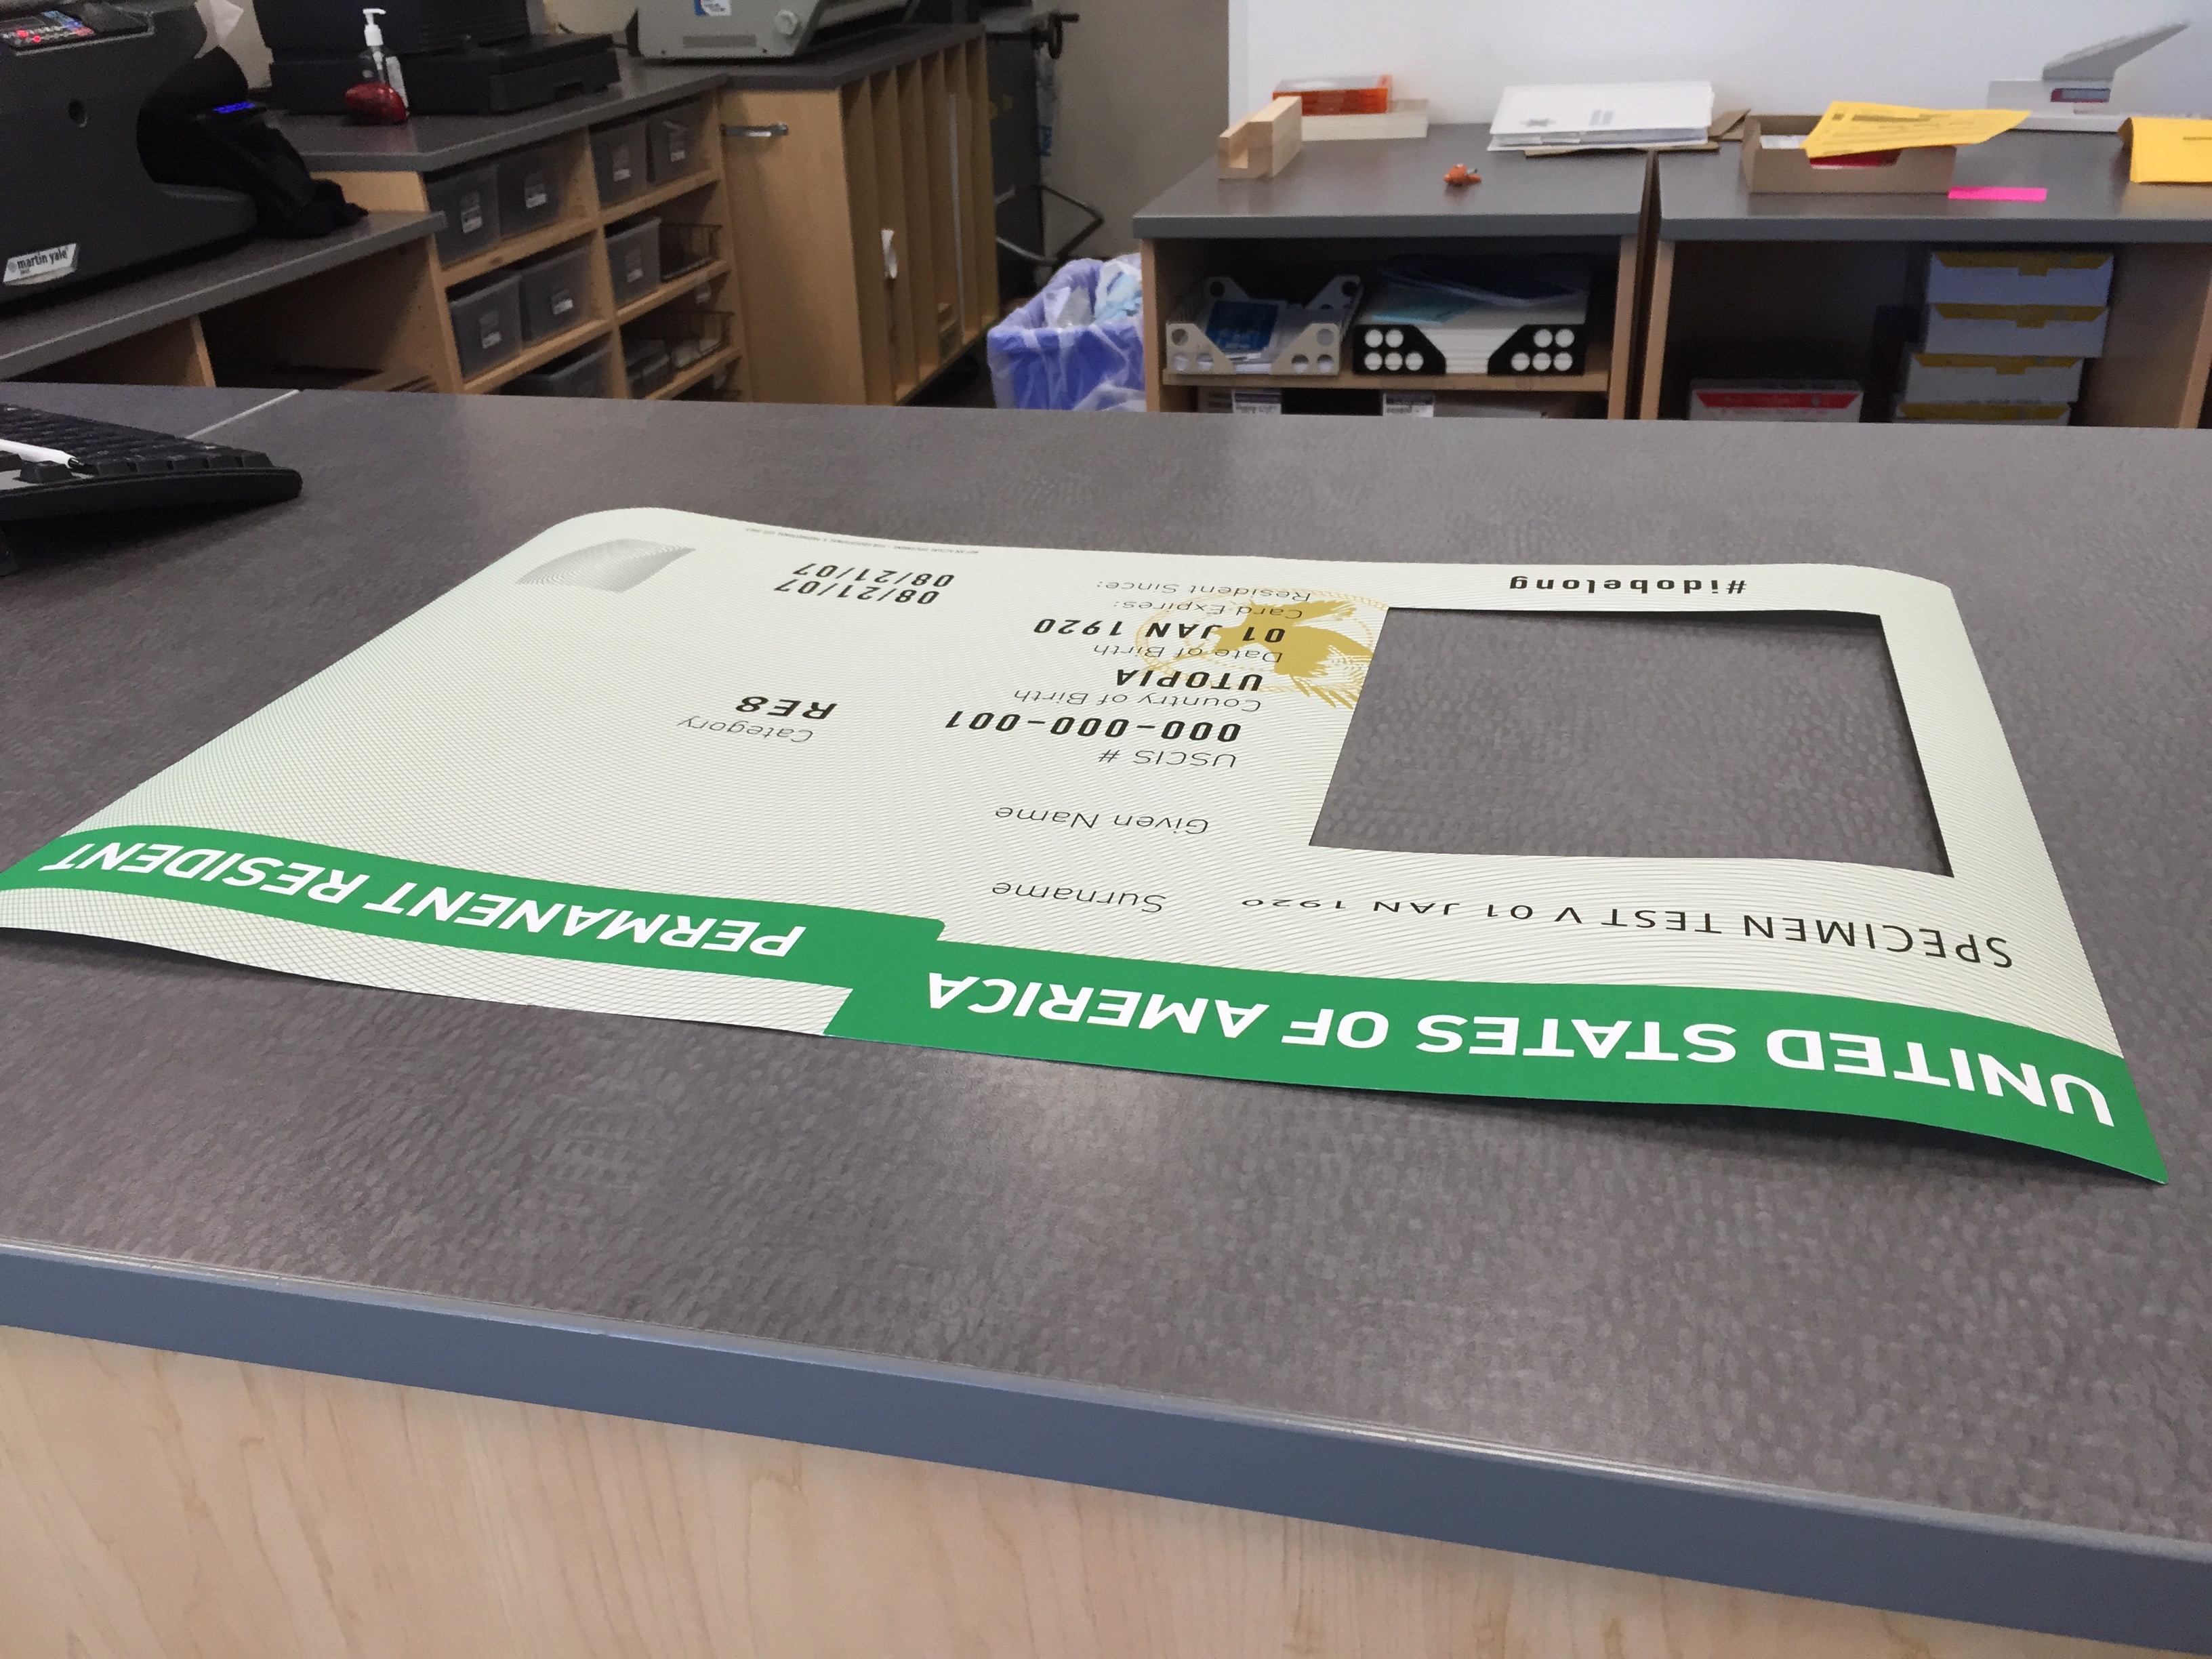 UNITED STATES OF AMERICA
PERMANENT RESIDENT
SPECIMEN TEST V 01 JAN 1920
Surname
Given Name
USCIS #
000-000-001
Category
RE8
Country of Birth
UTOPIA
Date of Birth
01 JAN 1920
Card Expires:
08/21/07
Resident Since:
08/21/07
#idobelong
martin yale